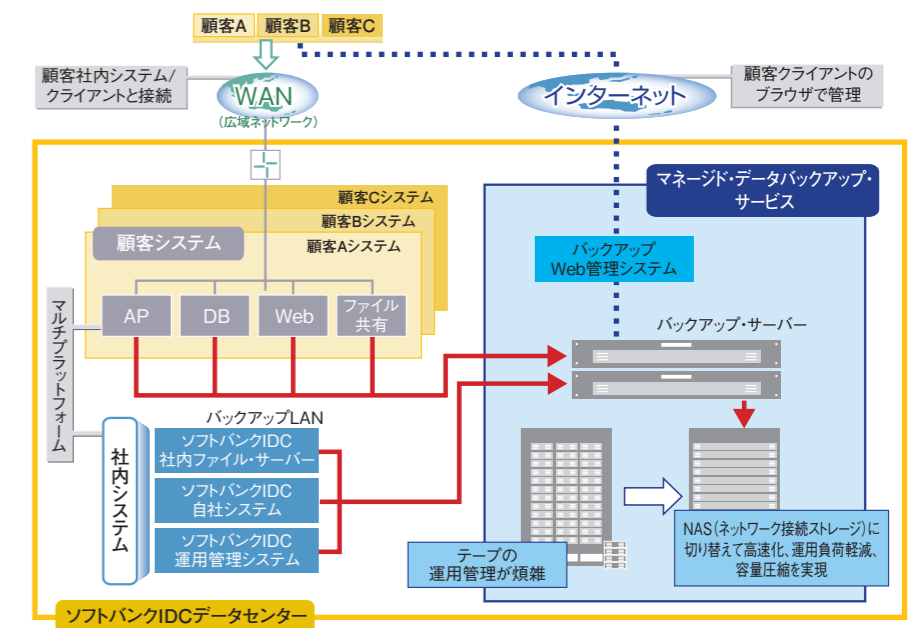 顧客A
顧客B
顧客C
顧客社内システム/
クライアントと接続
WAN
(広域ネットワーク)
インターネット
顧客クライアントの
ブラウザで管理
マネージド・データバックアップ・
サービス
顧客Cシステム
顧客Bシステム
顧客Aシステム
顧客システム
バックアップ
Web管理システム
AP
DB
Web
ファイル
共有
マルチプラットフォーム
バックアップ・サーバー
バックアップLAN
社内システム
ソフトバンクIDC
社内ファイル・サーバー
ソフトバンクIDC
自社システム
ソフトバンクIDC
運用管理システム
テープの
運用管理が煩雑
NAS(ネットワーク接続ストレージ)に
切り替えて高速化、運用負荷軽減、
容量圧縮を実現
ソフトバンクIDCデータセンター